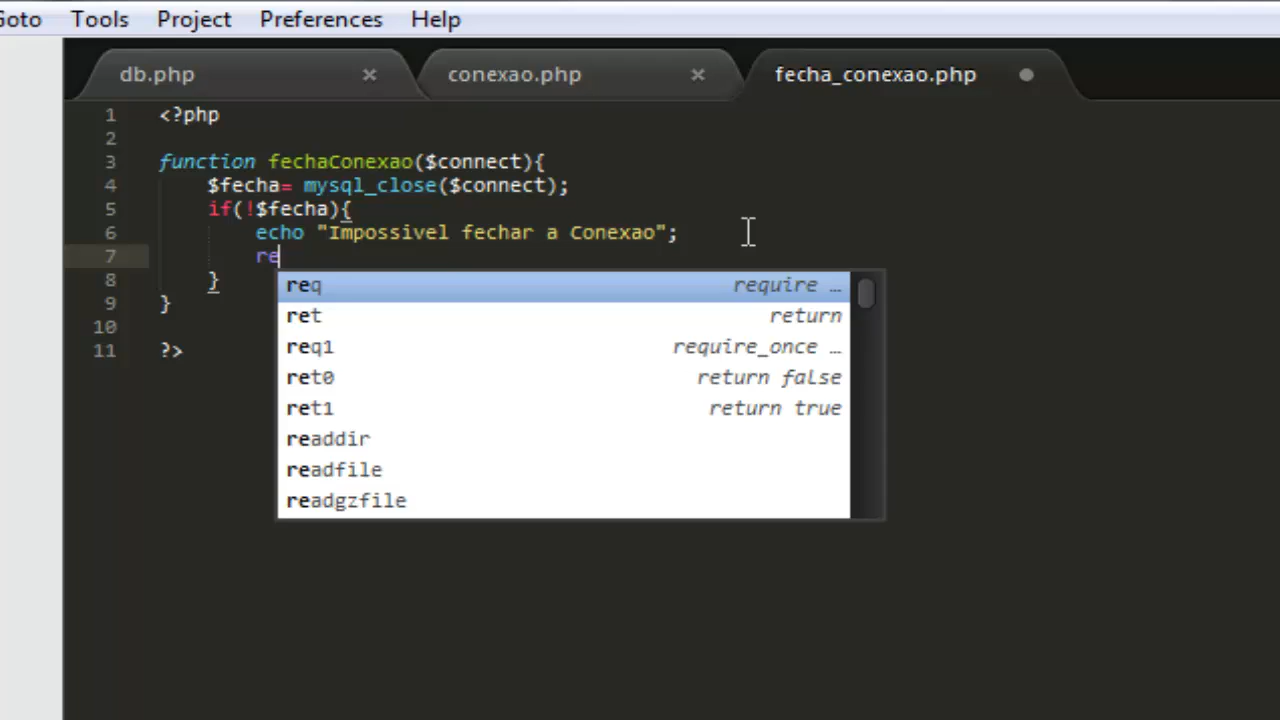 Goto Tools Project Preferences Help
db.php × conexao.php × fecha_conexao.php
1 <?php
2
3 function fechaConexao($connect){
4 $fecha= mysql_close($connect);
5 if(!$fecha){
6 echo "Impossivel fechar a Conexao";
7 re
8 }
9 }
10
11 ?>
req require …
ret return
req1 require_once …
ret0 return false
ret1 return true
readdir
readfile
readgzfile